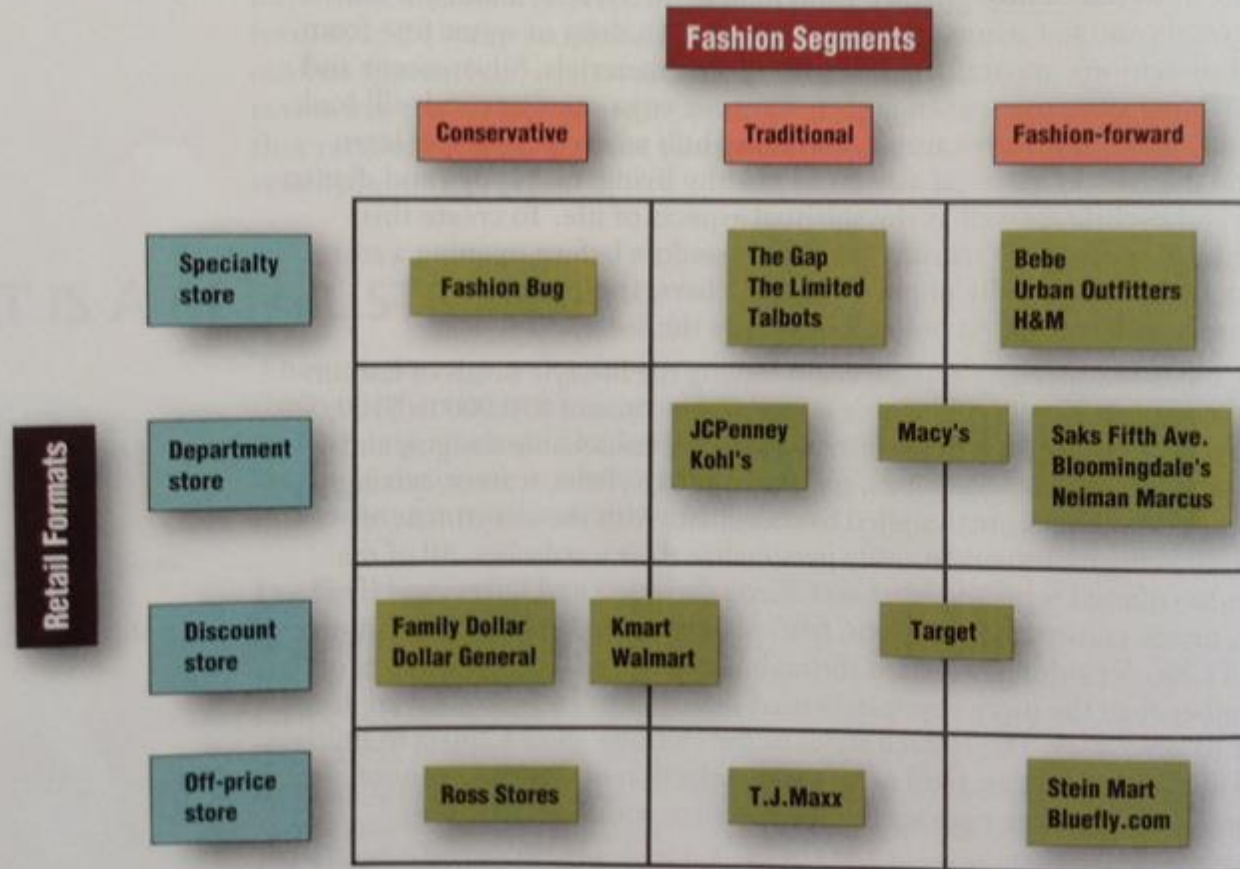 Fashion Segments
Conservative
Traditional
Fashion-forward
Retail Formats
Specialty
store
Fashion Bug
The Gap
The Limited
Talbots
Bebe
Urban Outfitters
H&M
Department
store
JCPenney
Kohl's
Macy's
Saks Fifth Ave.
Bloomingdale's
Neiman Marcus
Discount
store
Family Dollar
Dollar General
Kmart
Walmart
Target
Off-price
store
Ross Stores
T.J.Maxx
Stein Mart
Bluefly.com